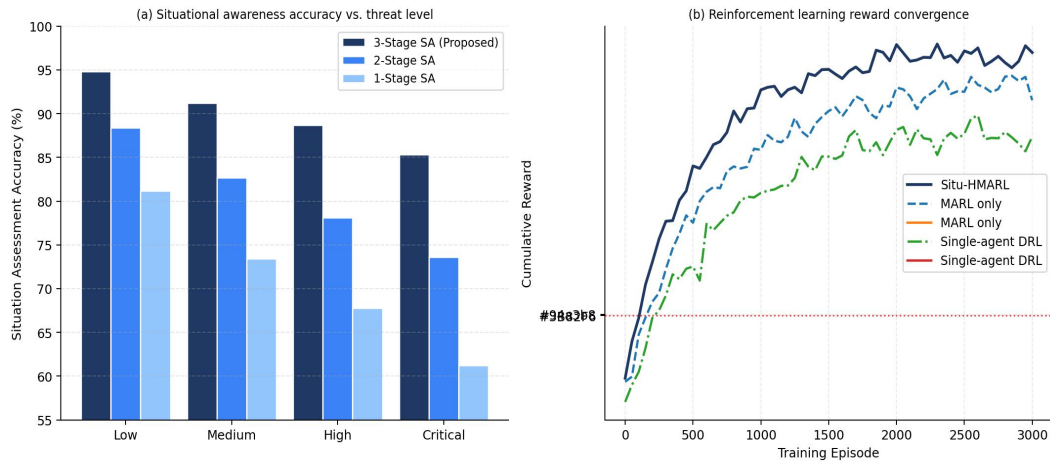 (a) Situational awareness accuracy vs. threat level
Situation Assessment Accuracy (%)
100
95
90
85
80
75
70
65
60
55
3-Stage SA (Proposed)
2-Stage SA
1-Stage SA
Low
Medium
High
Critical
(b) Reinforcement learning reward convergence
Cumulative Reward
Situ-HMARL
MARL only
MARL only
Single-agent DRL
Single-agent DRL
0
500
1000
1500
2000
2500
3000
Training Episode